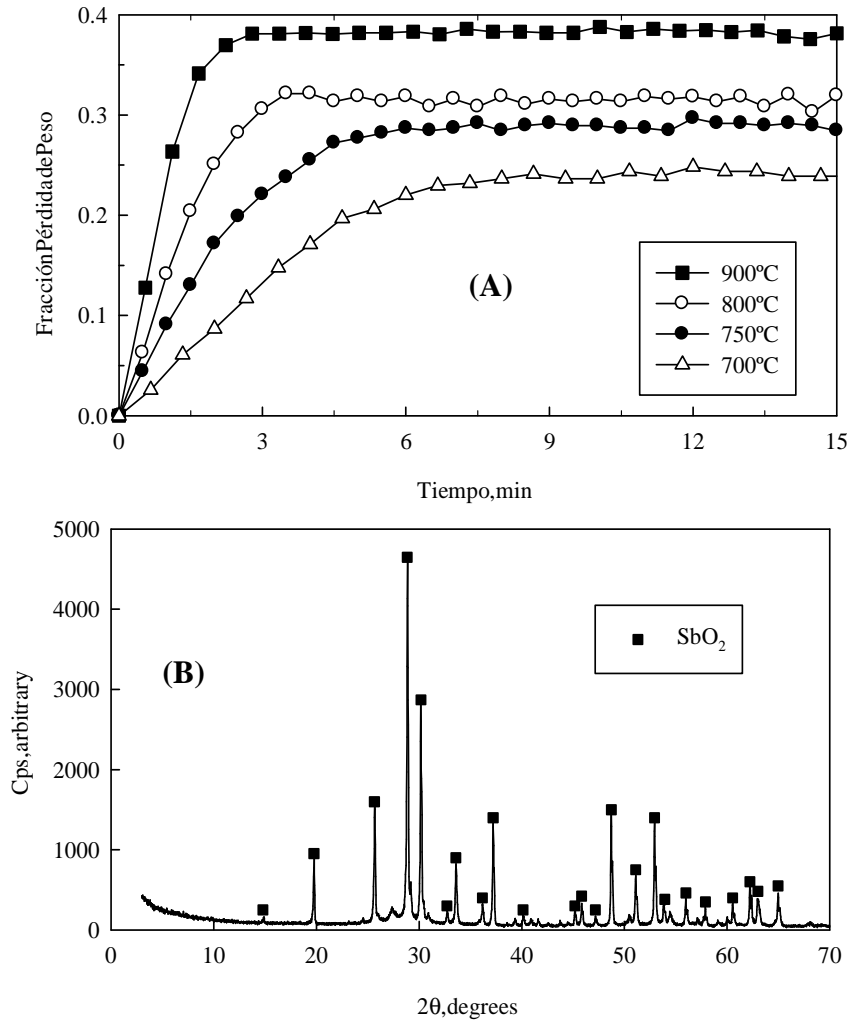 0.4
0.3
0.2
0.1
0.0
FracciónPérdidadePeso
(A)
900ºC
800ºC
750ºC
700ºC
0 3 6 9 12 15
Tiempo,min
5000
4000
3000
2000
1000
0
Cps,arbitrary
(B)
SbO2
0 10 20 30 40 50 60 70
2θ,degrees